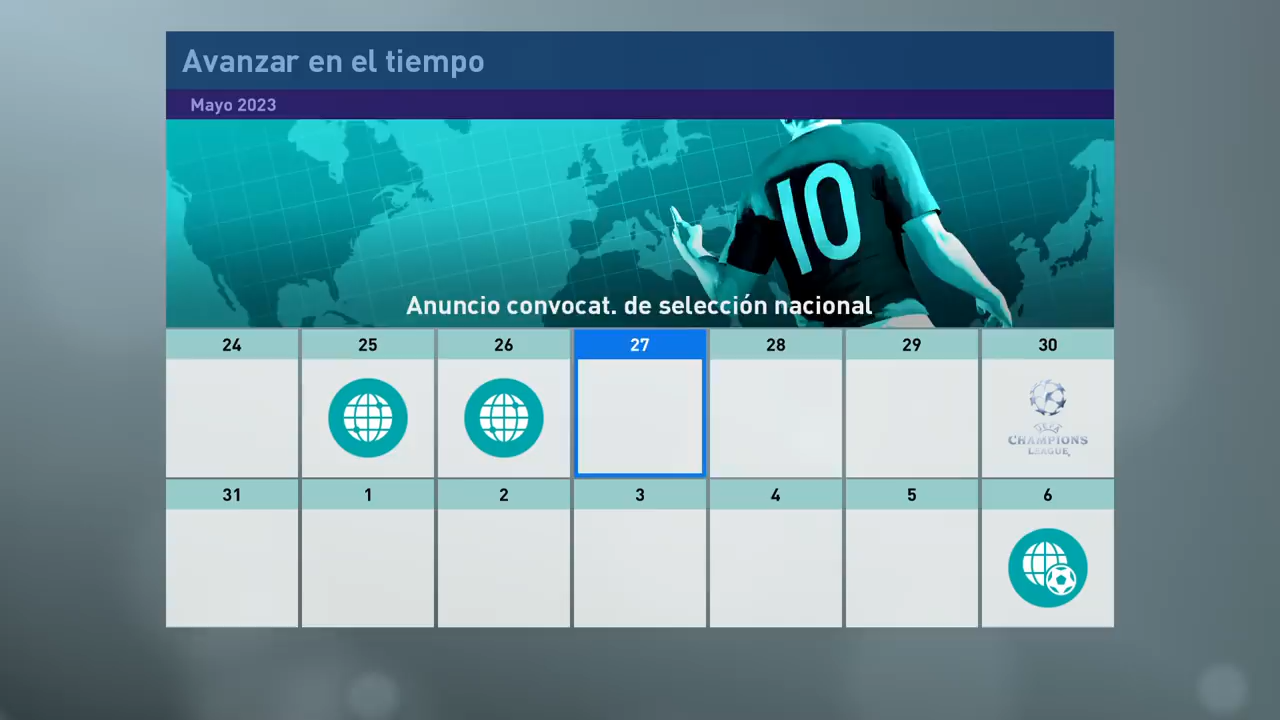 Avanzar en el tiempo
Mayo 2023
10
Anuncio convocat. de selección nacional
24 25 26 27 28 29 30
UEFA
CHAMPIONS
LEAGUE
31 1 2 3 4 5 6